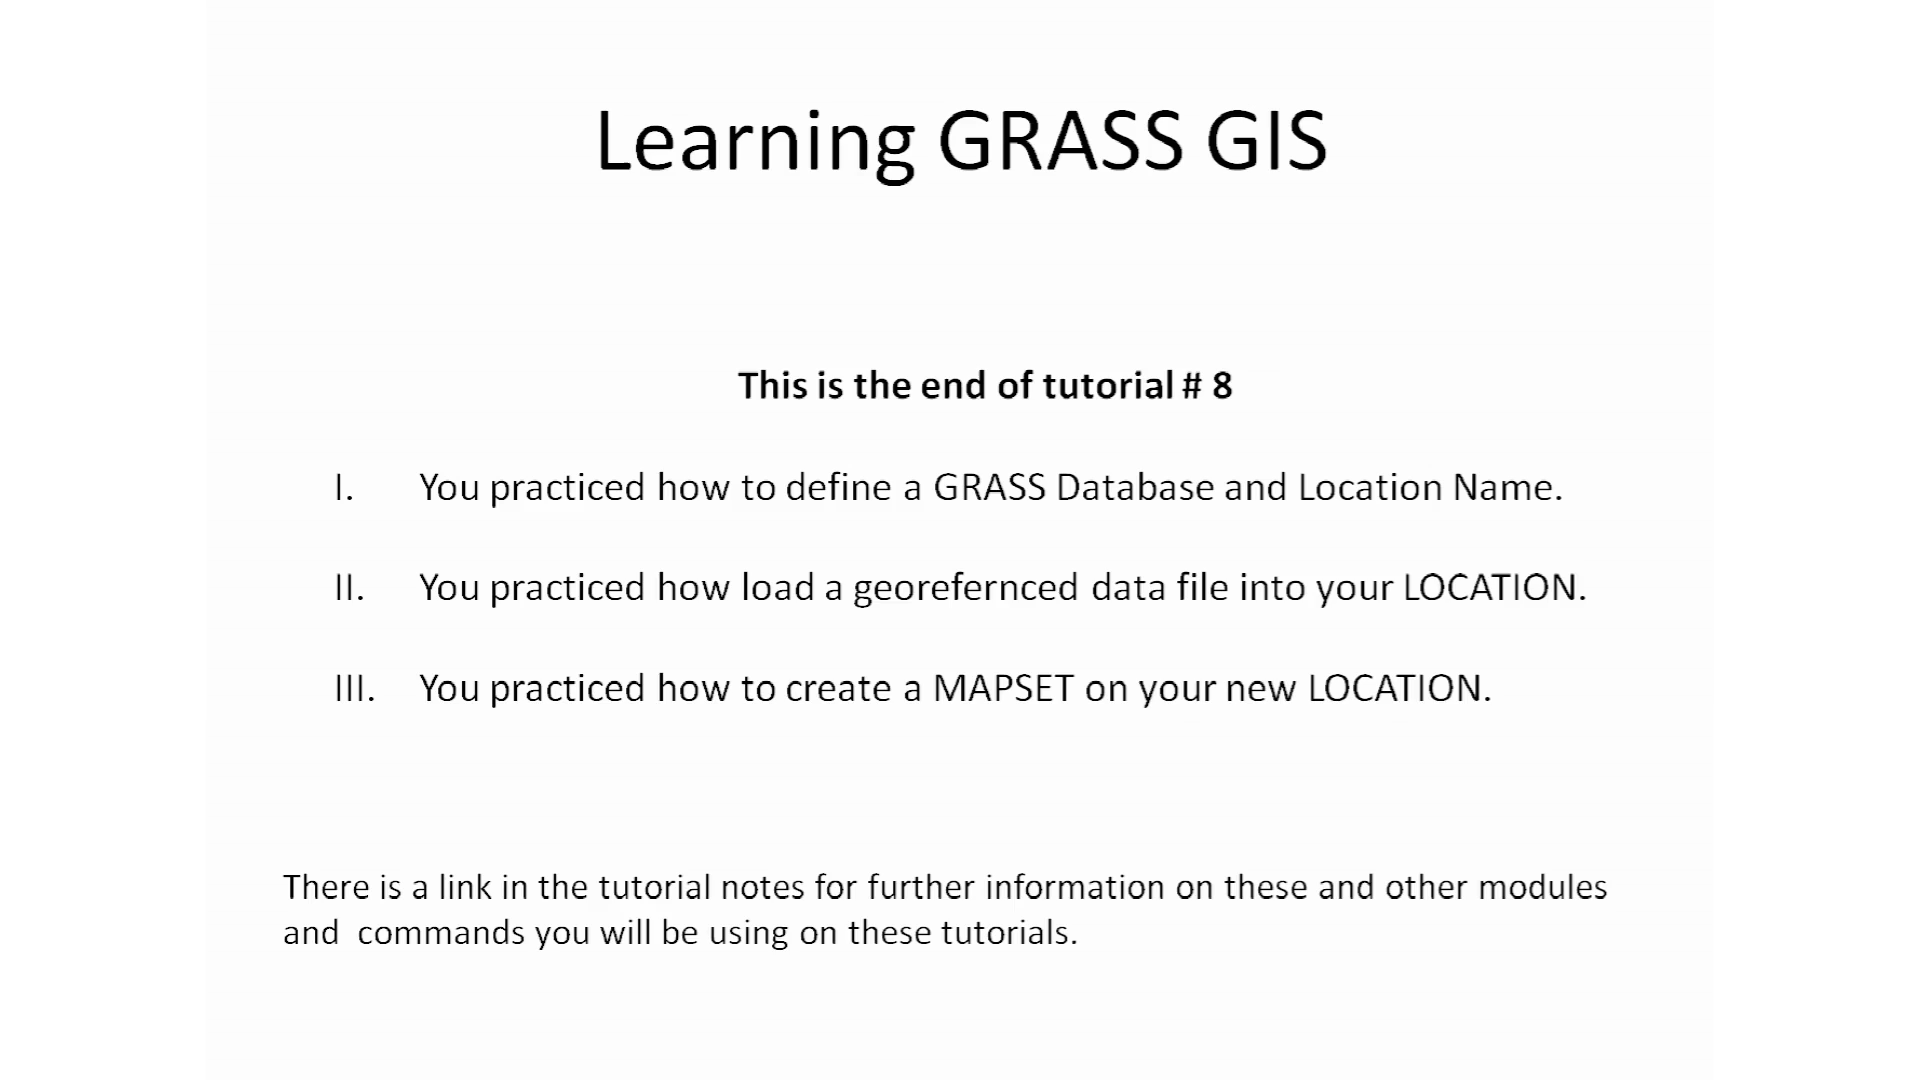 Learning GRASS GIS
This is the end of tutorial # 8
I. You practiced how to define a GRASS Database and Location Name.
II. You practiced how load a georefernced data file into your LOCATION.
III. You practiced how to create a MAPSET on your new LOCATION.
There is a link in the tutorial notes for further information on these and other modules
and  commands you will be using on these tutorials.